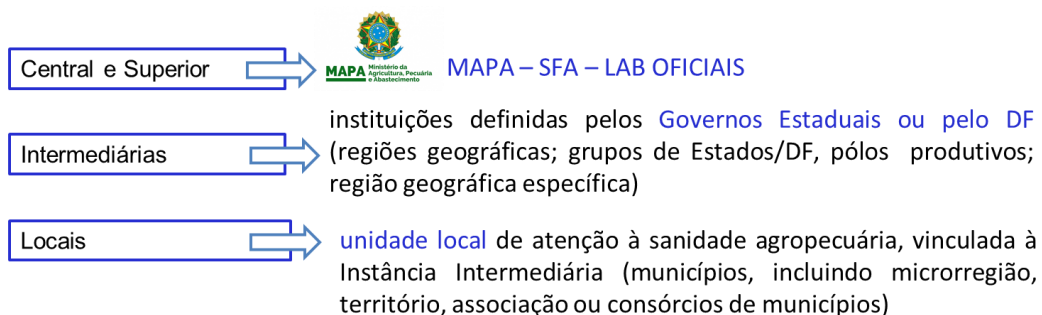 Central e Superior
MAPA Ministério da
Agricultura, Pecuária
e Abastecimento
MAPA – SFA – LAB OFICIAIS
Intermediárias
instituições definidas pelos Governos Estaduais ou pelo DF
(regiões geográficas; grupos de Estados/DF, pólos produtivos;
região geográfica específica)
Locais
unidade local de atenção à sanidade agropecuária, vinculada à
Instância Intermediária (municípios, incluindo microrregião,
território, associação ou consórcios de municípios)